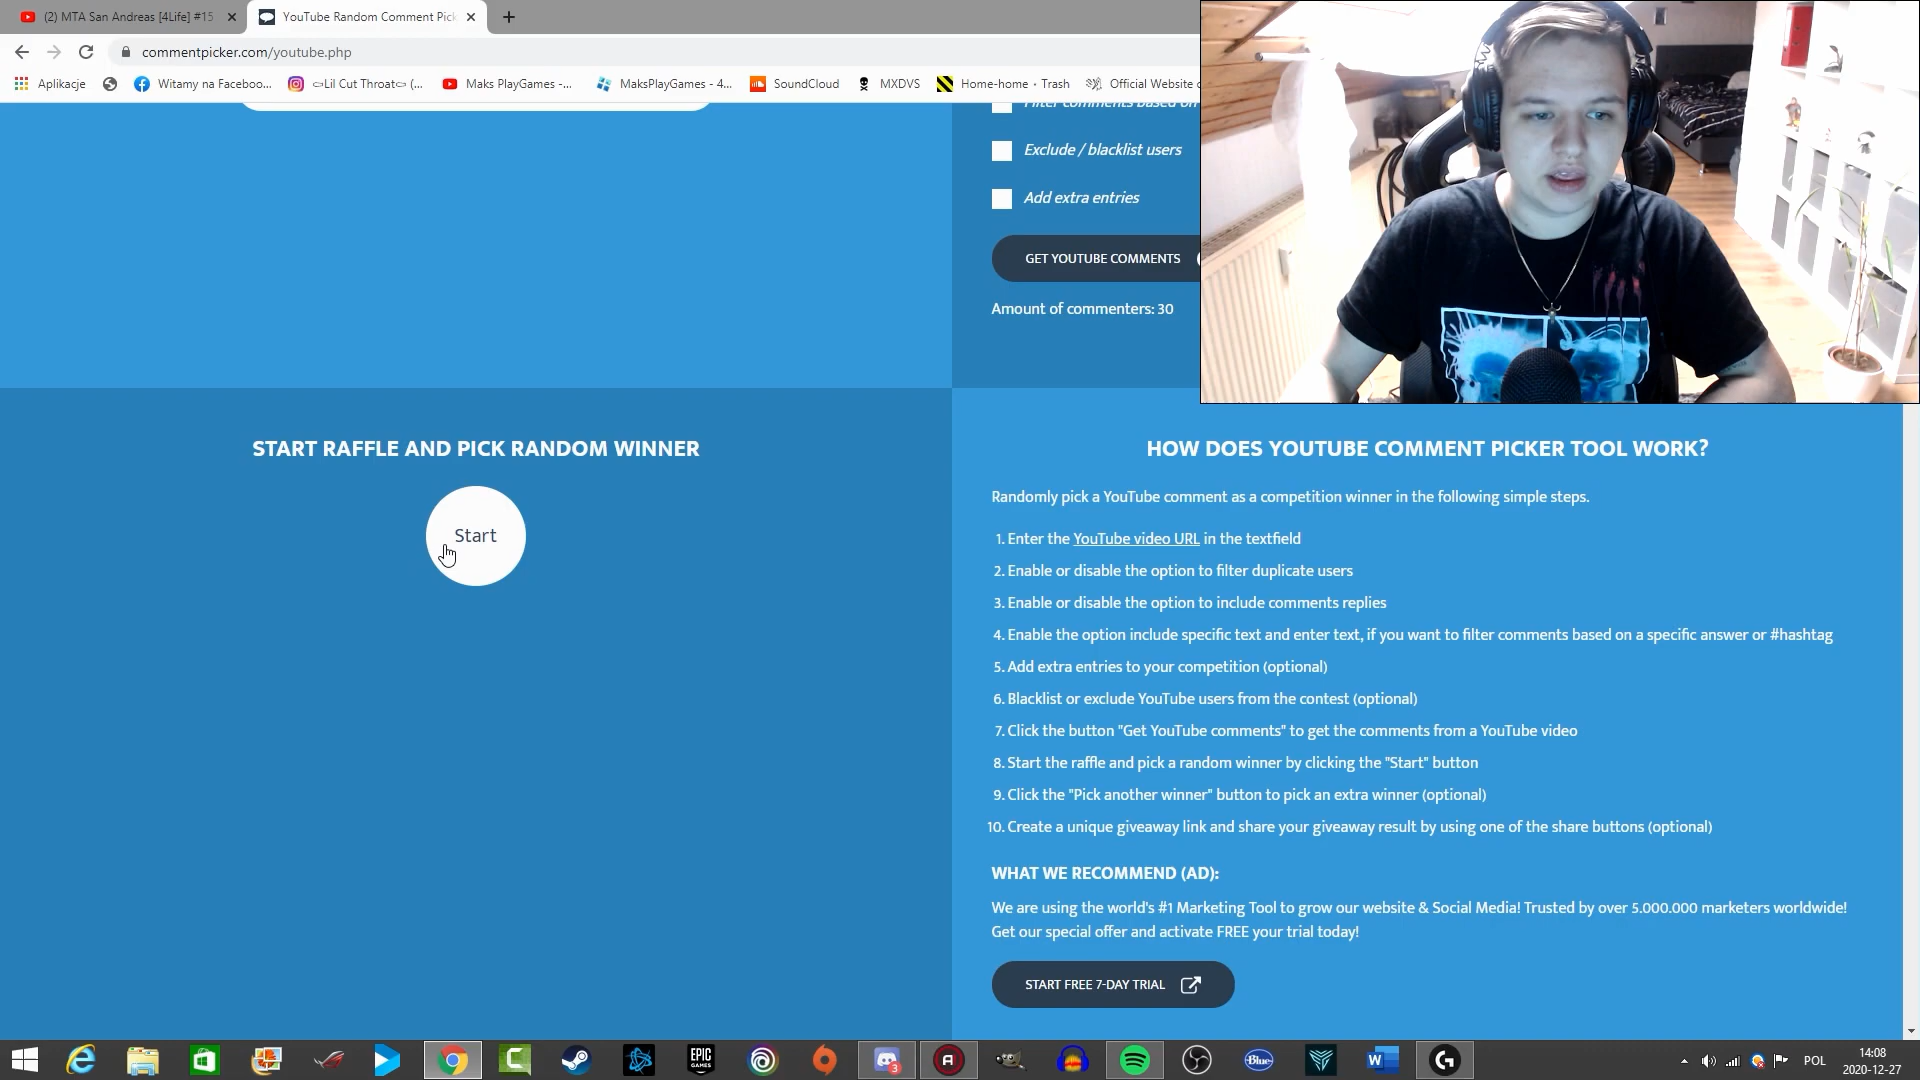 (2) MTA San Andreas [4Life] #15
YouTube Random Comment Pick
commentpicker.com/youtube.php
Aplikacje
Witamy na Faceboo...
⊂Lil Cut Throat⊂ (...
Maks PlayGames -...
MaksPlayGames - 4...
SoundCloud
MXDVS
Home-home • Trash
Official Website o
Filter comments based on
Exclude / blacklist users
Add extra entries
GET YOUTUBE COMMENTS
Amount of commenters: 30
START RAFFLE AND PICK RANDOM WINNER
Start
HOW DOES YOUTUBE COMMENT PICKER TOOL WORK?
Randomly pick a YouTube comment as a competition winner in the following simple steps.
1. Enter the YouTube video URL in the textfield
2. Enable or disable the option to filter duplicate users
3. Enable or disable the option to include comments replies
4. Enable the option include specific text and enter text, if you want to filter comments based on a specific answer or #hashtag
5. Add extra entries to your competition (optional)
6. Blacklist or exclude YouTube users from the contest (optional)
7. Click the button "Get YouTube comments" to get the comments from a YouTube video
8. Start the raffle and pick a random winner by clicking the "Start" button
9. Click the "Pick another winner" button to pick an extra winner (optional)
10. Create a unique giveaway link and share your giveaway result by using one of the share buttons (optional)
WHAT WE RECOMMEND (AD):
We are using the world's #1 Marketing Tool to grow our website & Social Media! Trusted by over 5.000.000 marketers worldwide!
Get our special offer and activate FREE your trial today!
START FREE 7-DAY TRIAL
EPIC
GAMES
3
Blue
POL
14:08
2020-12-27